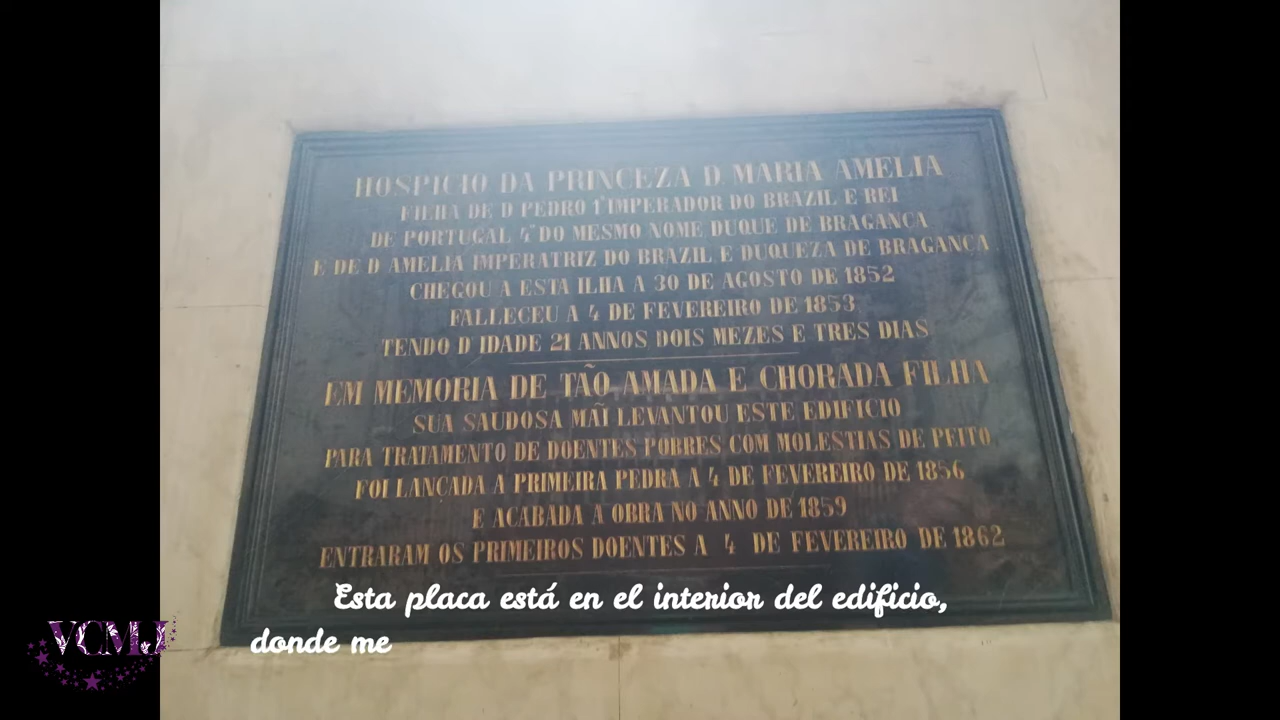 HOSPICIO DA PRINCEZA D. MARIA AMELIA
FILHA DE D PEDRO 1º IMPERADOR DO BRAZIL E REI
DE PORTUGAL 4º DO MESMO NOME DUQUE DE BRAGANÇA
E DE D AMELIA IMPERATRIZ DO BRAZIL E DUQUEZA DE BRAGANÇA
CHEGOU A ESTA ILHA A 30 DE AGOSTO DE 1852
FALLECEU A 4 DE FEVEREIRO DE 1853
TENDO D'IDADE 21 ANNOS DOIS MEZES E TRES DIAS
EM MEMORIA DE TÃO AMADA E CHORADA FILHA
SUA SAUDOSA MAĨ LEVANTOU ESTE EDIFICIO
PARA TRATAMENTO DE DOENTES POBRES COM MOLESTIAS DE PEITO
FOI LANÇADA A PRIMEIRA PEDRA A 4 DE FEVEREIRO DE 1856
E ACABADA A OBRA NO ANNO DE 1859
ENTRARAM OS PRIMEIROS DOENTES A 4 DE FEVEREIRO DE 1862
Esta placa está en el interior del edificio,
donde me
VCMJ